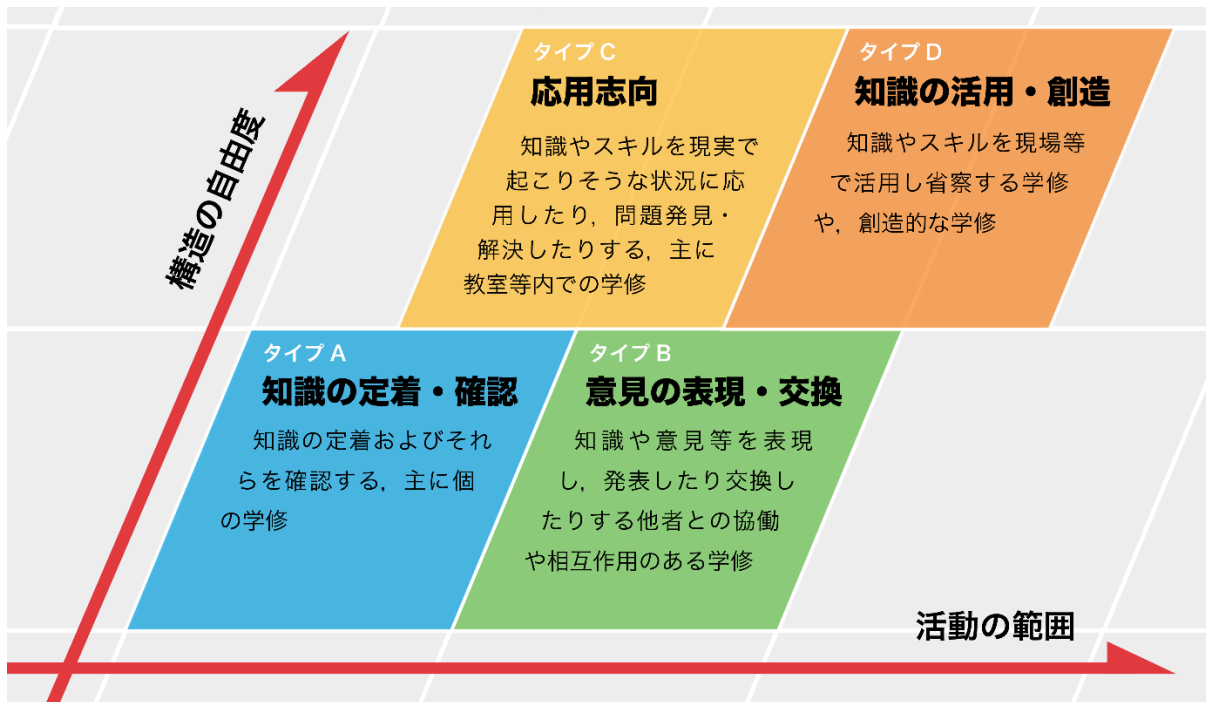 構造の自由度
タイプ C
応用志向
知識やスキルを現実で
起こりそうな状況に応
用したり，問題発見・
解決したりする，主に
教室等内での学修
タイプ D
知識の活用・創造
知識やスキルを現場等
で活用し省察する学修
や，創造的な学修
タイプ A
知識の定着・確認
知識の定着およびそれ
らを確認する，主に個
の学修
タイプ B
意見の表現・交換
知識や意見等を表現
し，発表したり交換し
たりする他者との協働
や相互作用のある学修
活動の範囲